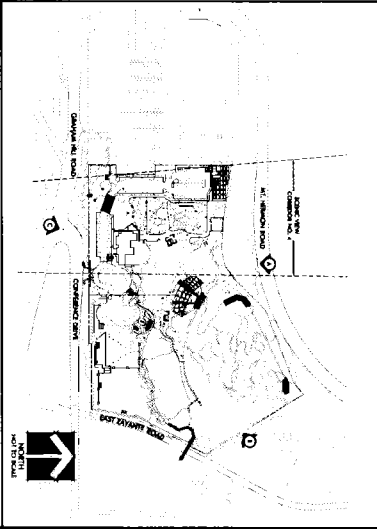 SCENIC VIEW
CORRIDOR NO. 4
MT. HERMON ROAD
GRAHAM HILL ROAD
A
C
CONFERENCE DRIVE
EAST ZAYANTE ROAD
NORTH
NOT TO SCALE